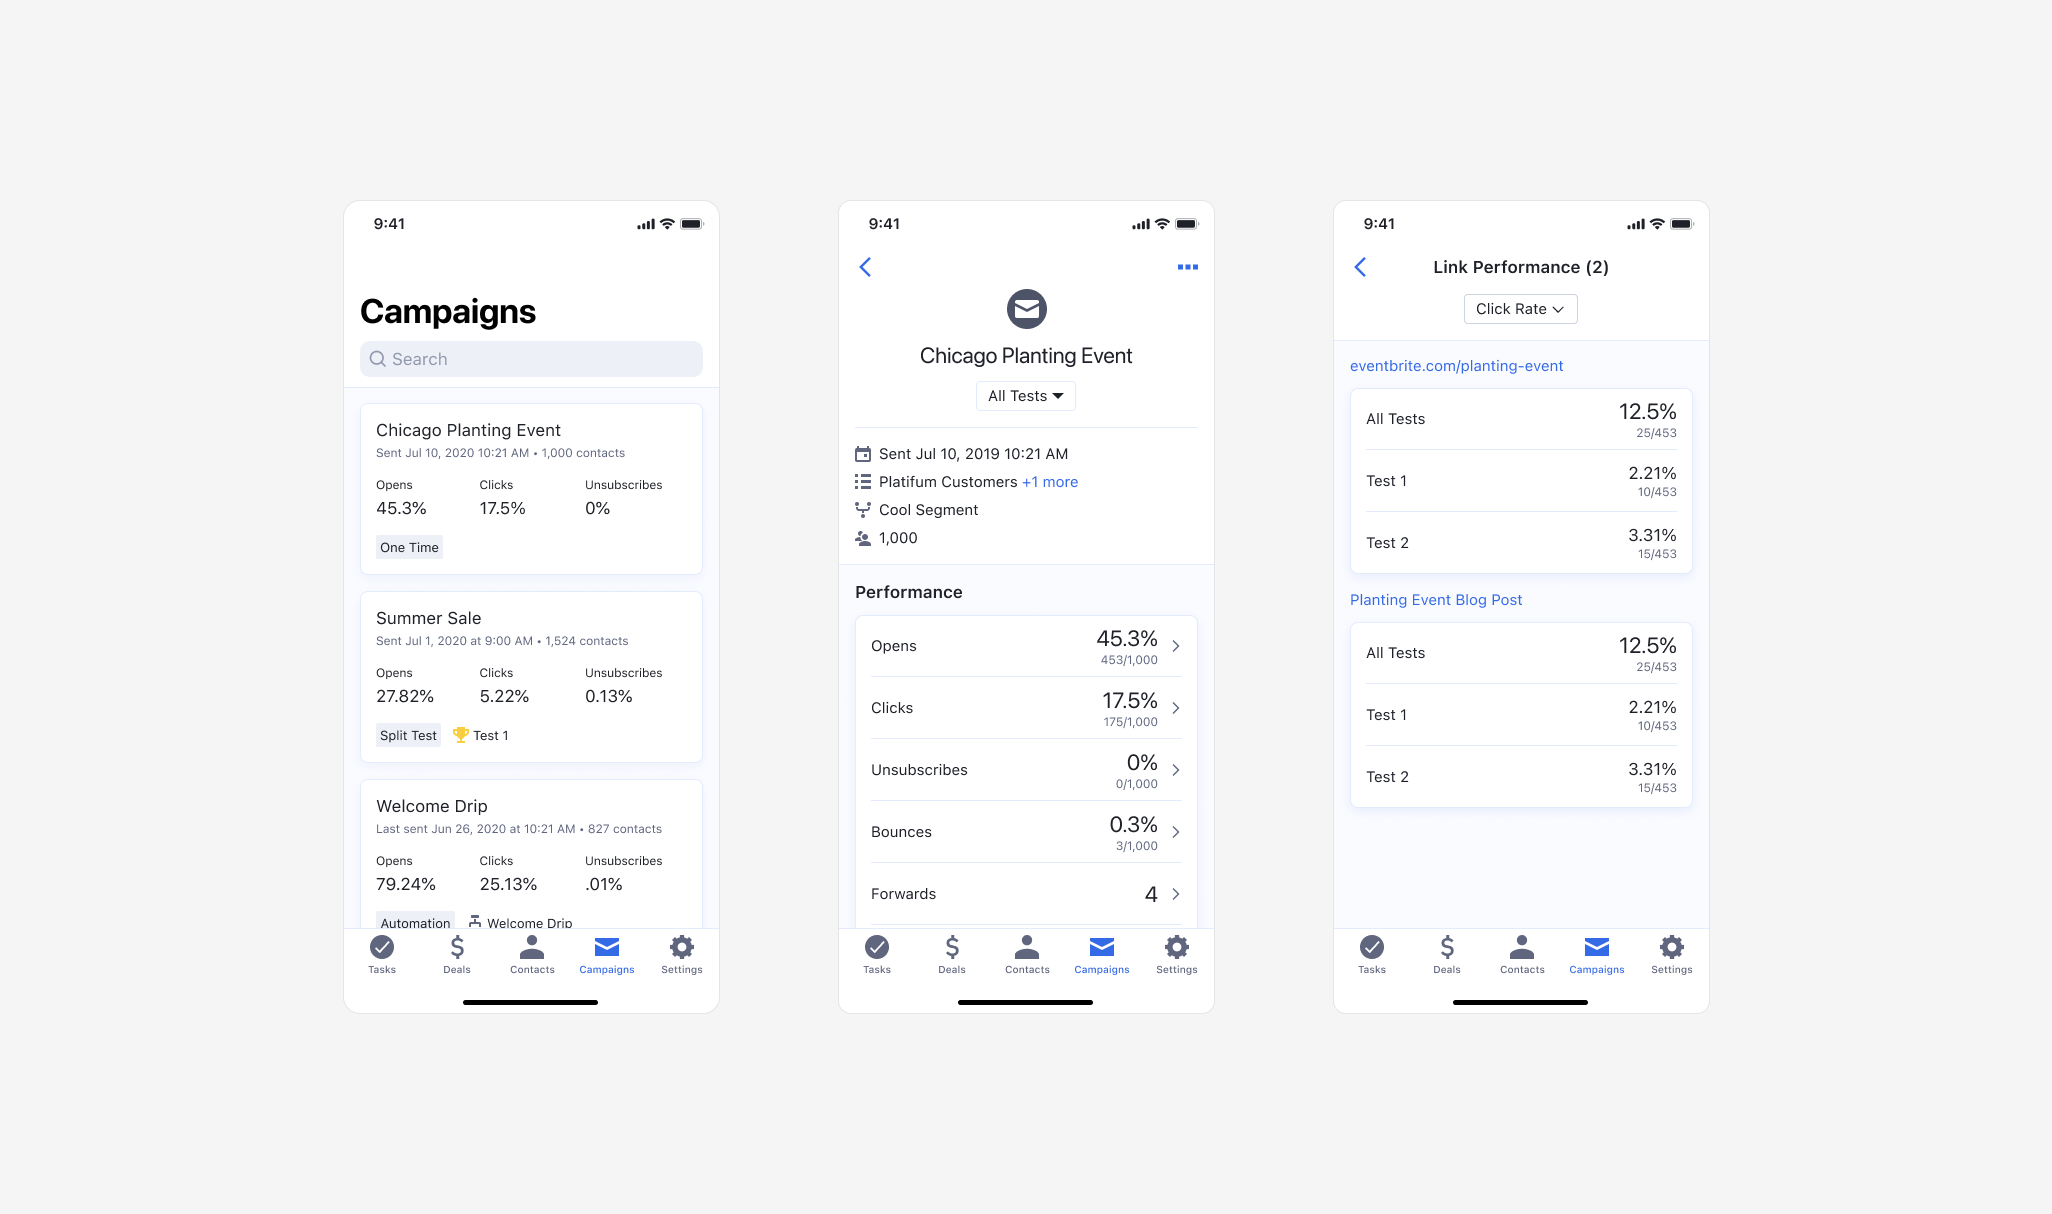 9:41
Campaigns
Search
Chicago Planting Event
Sent Jul 10, 2020 10:21 AM • 1,000 contacts
Opens Clicks Unsubscribes
45.3% 17.5% 0%
One Time
Summer Sale
Sent Jul 1, 2020 at 9:00 AM • 1,524 contacts
Opens Clicks Unsubscribes
27.82% 5.22% 0.13%
Split Test Test 1
Welcome Drip
Last sent Jun 26, 2020 at 10:21 AM • 827 contacts
Opens Clicks Unsubscribes
79.24% 25.13% .01%
Automation Welcome Drip
Tasks Deals Contacts Campaigns Settings
9:41
Chicago Planting Event
All Tests
Sent Jul 10, 2019 10:21 AM
Platifum Customers +1 more
Cool Segment
1,000
Performance
Opens 45.3%
453/1,000
Clicks 17.5%
175/1,000
Unsubscribes 0%
0/1,000
Bounces 0.3%
3/1,000
Forwards 4
Tasks Deals Contacts Campaigns Settings
9:41
Link Performance (2)
Click Rate
eventbrite.com/planting-event
All Tests 12.5%
25/453
Test 1 2.21%
10/453
Test 2 3.31%
15/453
Planting Event Blog Post
All Tests 12.5%
25/453
Test 1 2.21%
10/453
Test 2 3.31%
15/453
Tasks Deals Contacts Campaigns Settings